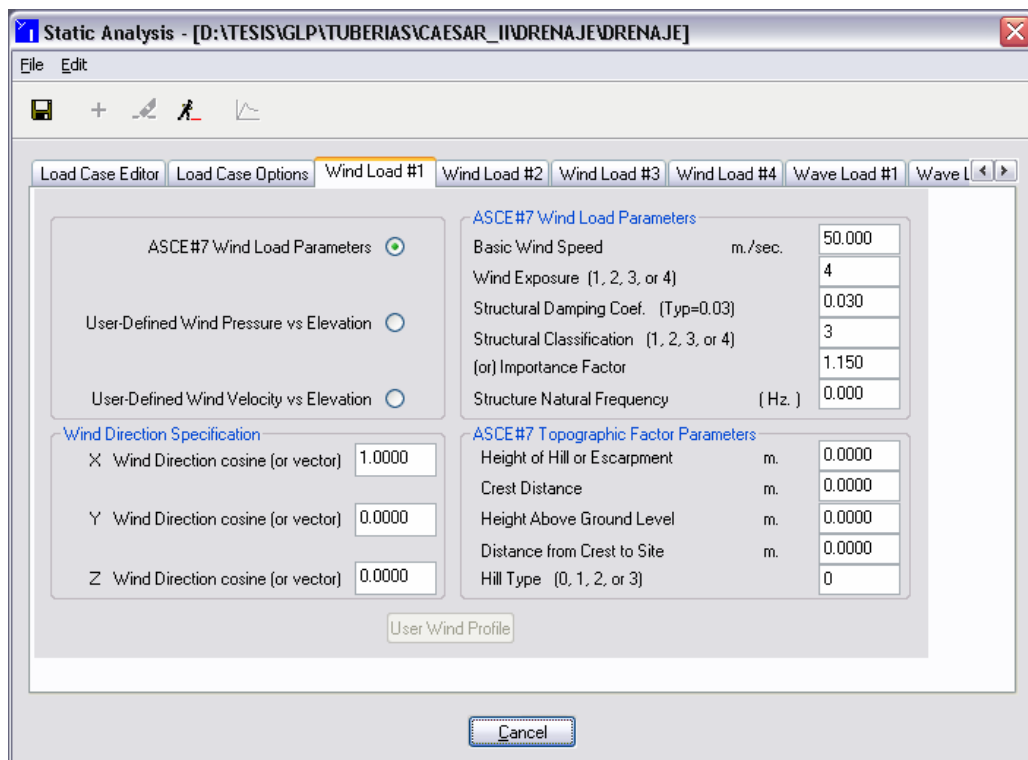 Static Analysis - [D:\TESIS\GLP\TUBERIAS\CAESAR_II\DRENAJE\DRENAJE]
File Edit
Load Case Editor Load Case Options Wind Load #1 Wind Load #2 Wind Load #3 Wind Load #4 Wave Load #1 Wave L
ASCE#7 Wind Load Parameters
User-Defined Wind Pressure vs Elevation
User-Defined Wind Velocity vs Elevation
ASCE#7 Wind Load Parameters
Basic Wind Speed m./sec. 50.000
Wind Exposure (1, 2, 3, or 4) 4
Structural Damping Coef. (Typ=0.03) 0.030
Structural Classification (1, 2, 3, or 4) 3
(or) Importance Factor 1.150
Structure Natural Frequency (Hz.) 0.000
Wind Direction Specification
X Wind Direction cosine (or vector) 1.0000
Y Wind Direction cosine (or vector) 0.0000
Z Wind Direction cosine (or vector) 0.0000
ASCE#7 Topographic Factor Parameters
Height of Hill or Escarpment m. 0.0000
Crest Distance m. 0.0000
Height Above Ground Level m. 0.0000
Distance from Crest to Site m. 0.0000
Hill Type (0, 1, 2, or 3) 0
User Wind Profile
Cancel